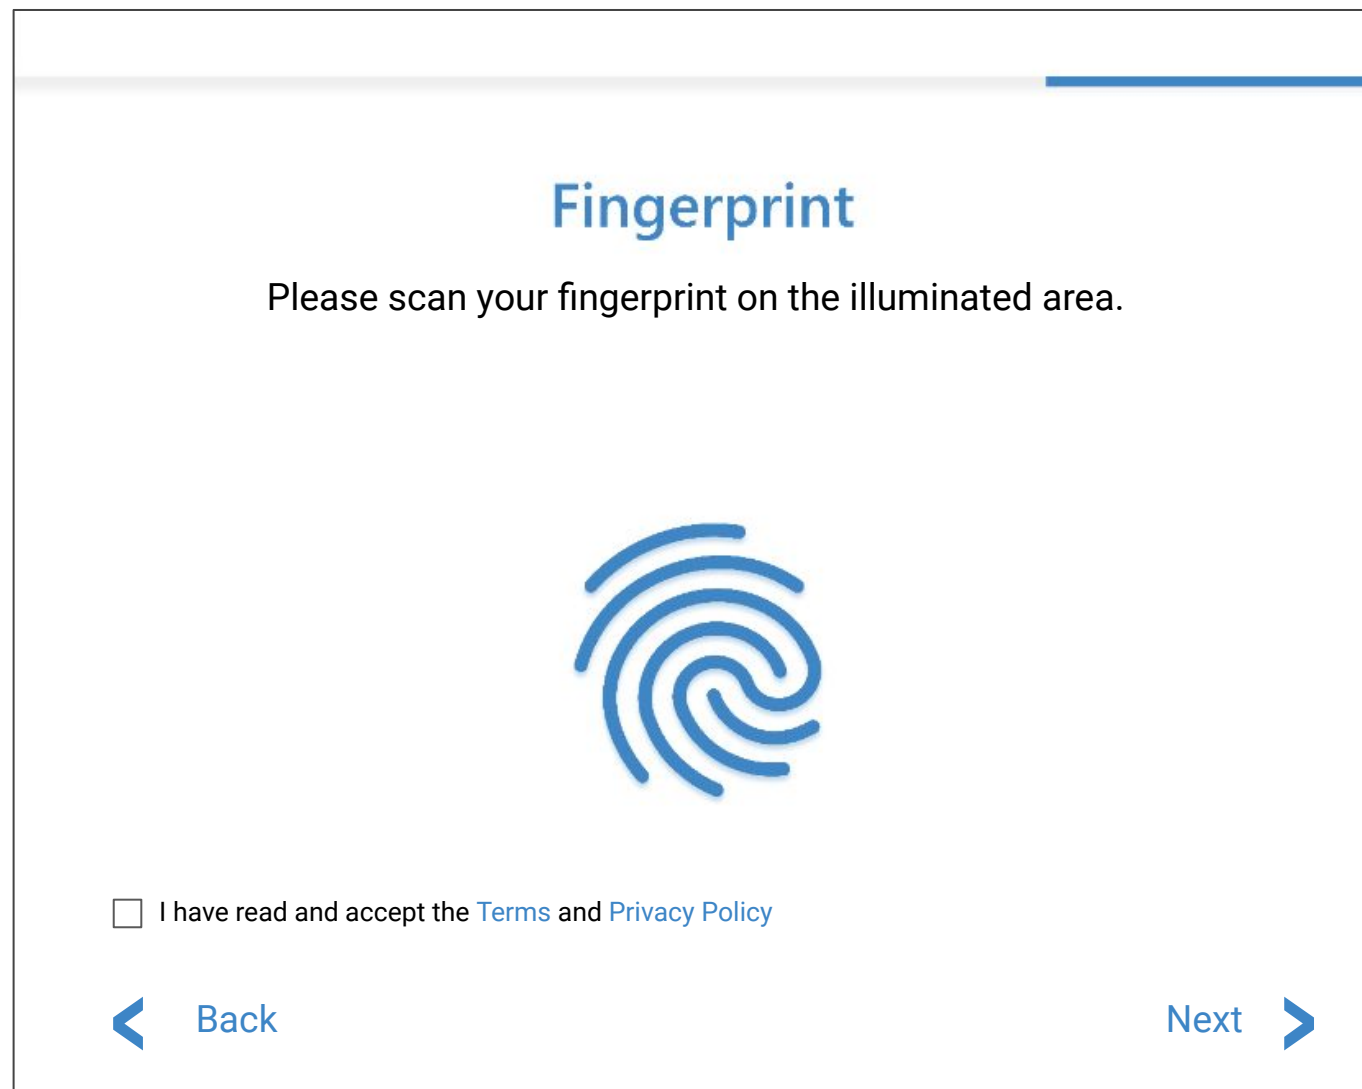 Fingerprint
Please scan your fingerprint on the illuminated area.
I have read and accept the Terms and Privacy Policy
Back
Next